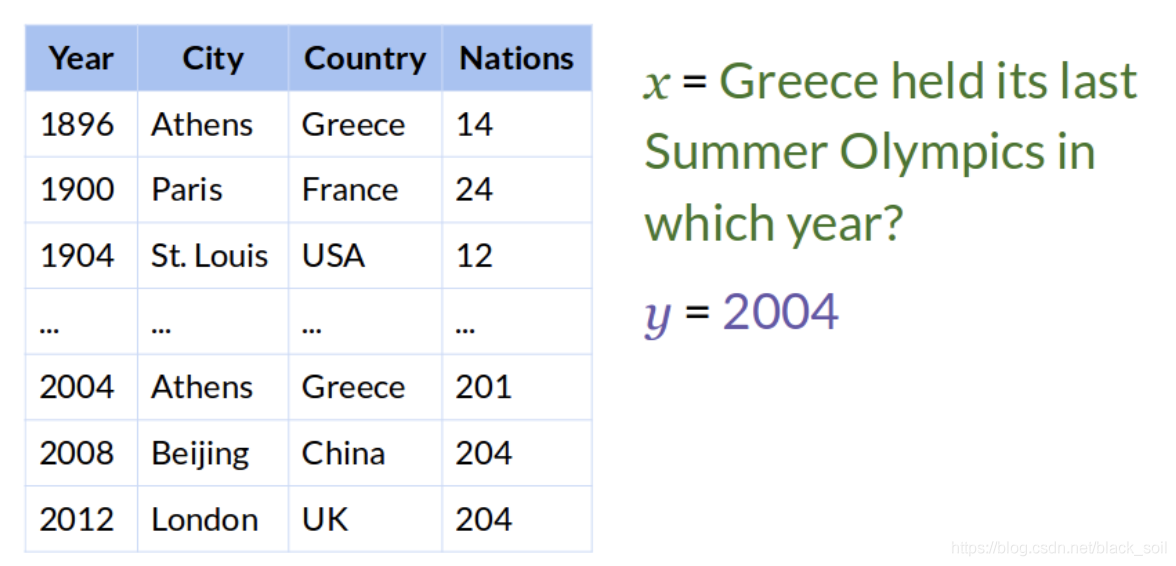 Year City Country Nations
1896 Athens Greece 14
1900 Paris France 24
1904 St. Louis USA 12
... ... ... ...
2004 Athens Greece 201
2008 Beijing China 204
2012 London UK 204
x = Greece held its last
Summer Olympics in
which year?
y = 2004
https://blog.csdn.net/black_soil